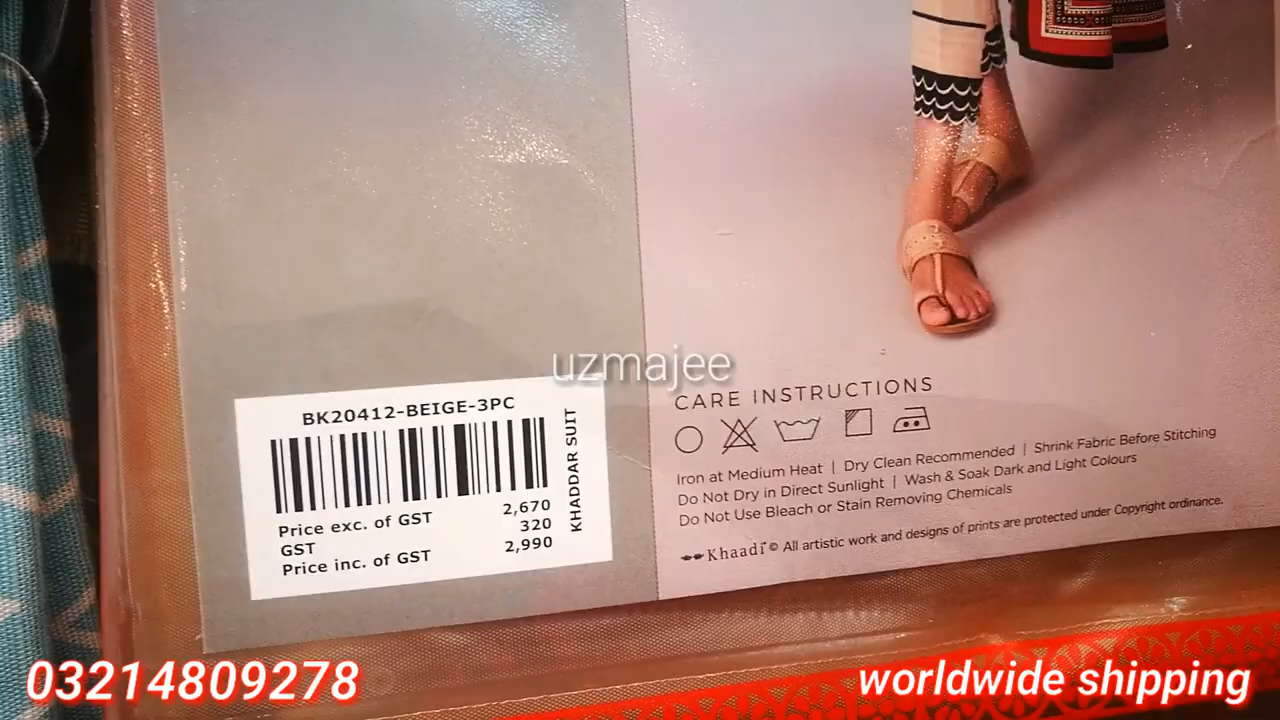 uzmajee
BK20412-BEIGE-3PC
KHADDAR SUIT
Price exc. of GST 2,670
GST 320
Price inc. of GST 2,990
CARE INSTRUCTIONS
Iron at Medium Heat | Dry Clean Recommended | Shrink Fabric Before Stitching
Do Not Dry in Direct Sunlight | Wash & Soak Dark and Light Colours
Do Not Use Bleach or Stain Removing Chemicals
Khaadi © All artistic work and designs of prints are protected under Copyright ordinance.
03214809278
worldwide shipping